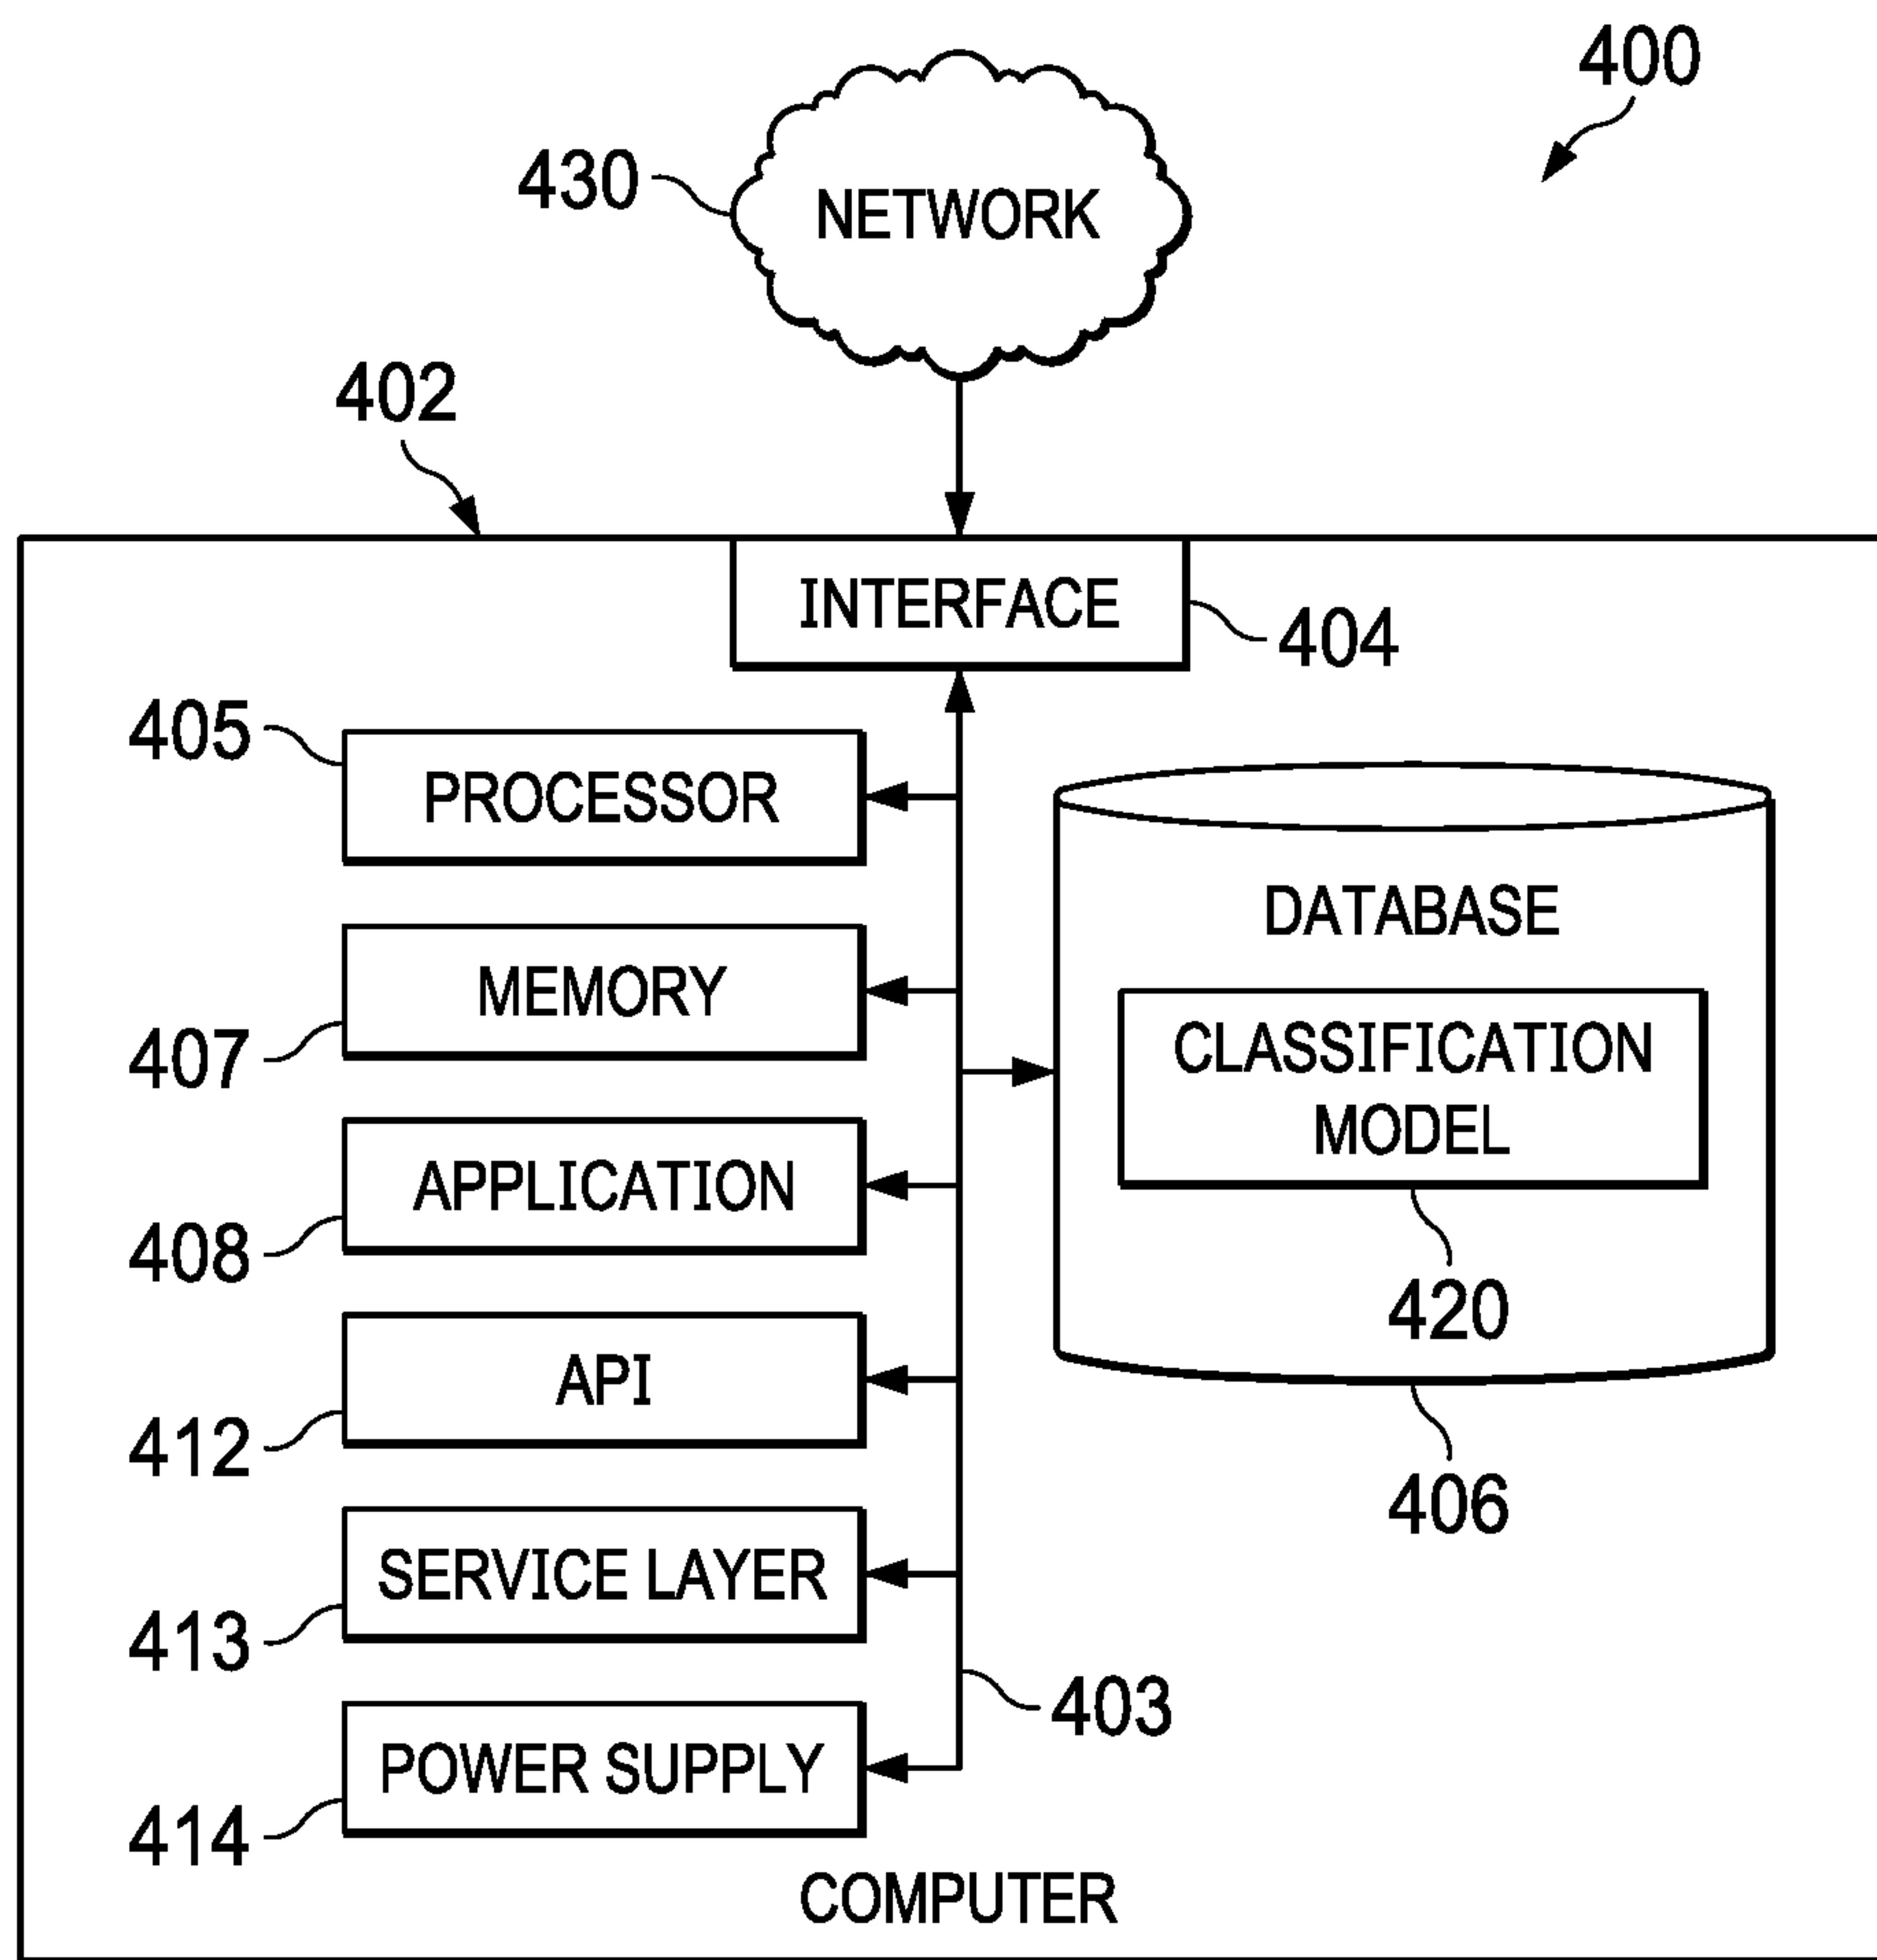 400
430
NETWORK
402
INTERFACE
404
405
PROCESSOR
DATABASE
MEMORY
407
CLASSIFICATION
MODEL
APPLICATION
408
420
API
412
406
SERVICE LAYER
413
403
POWER SUPPLY
414
COMPUTER